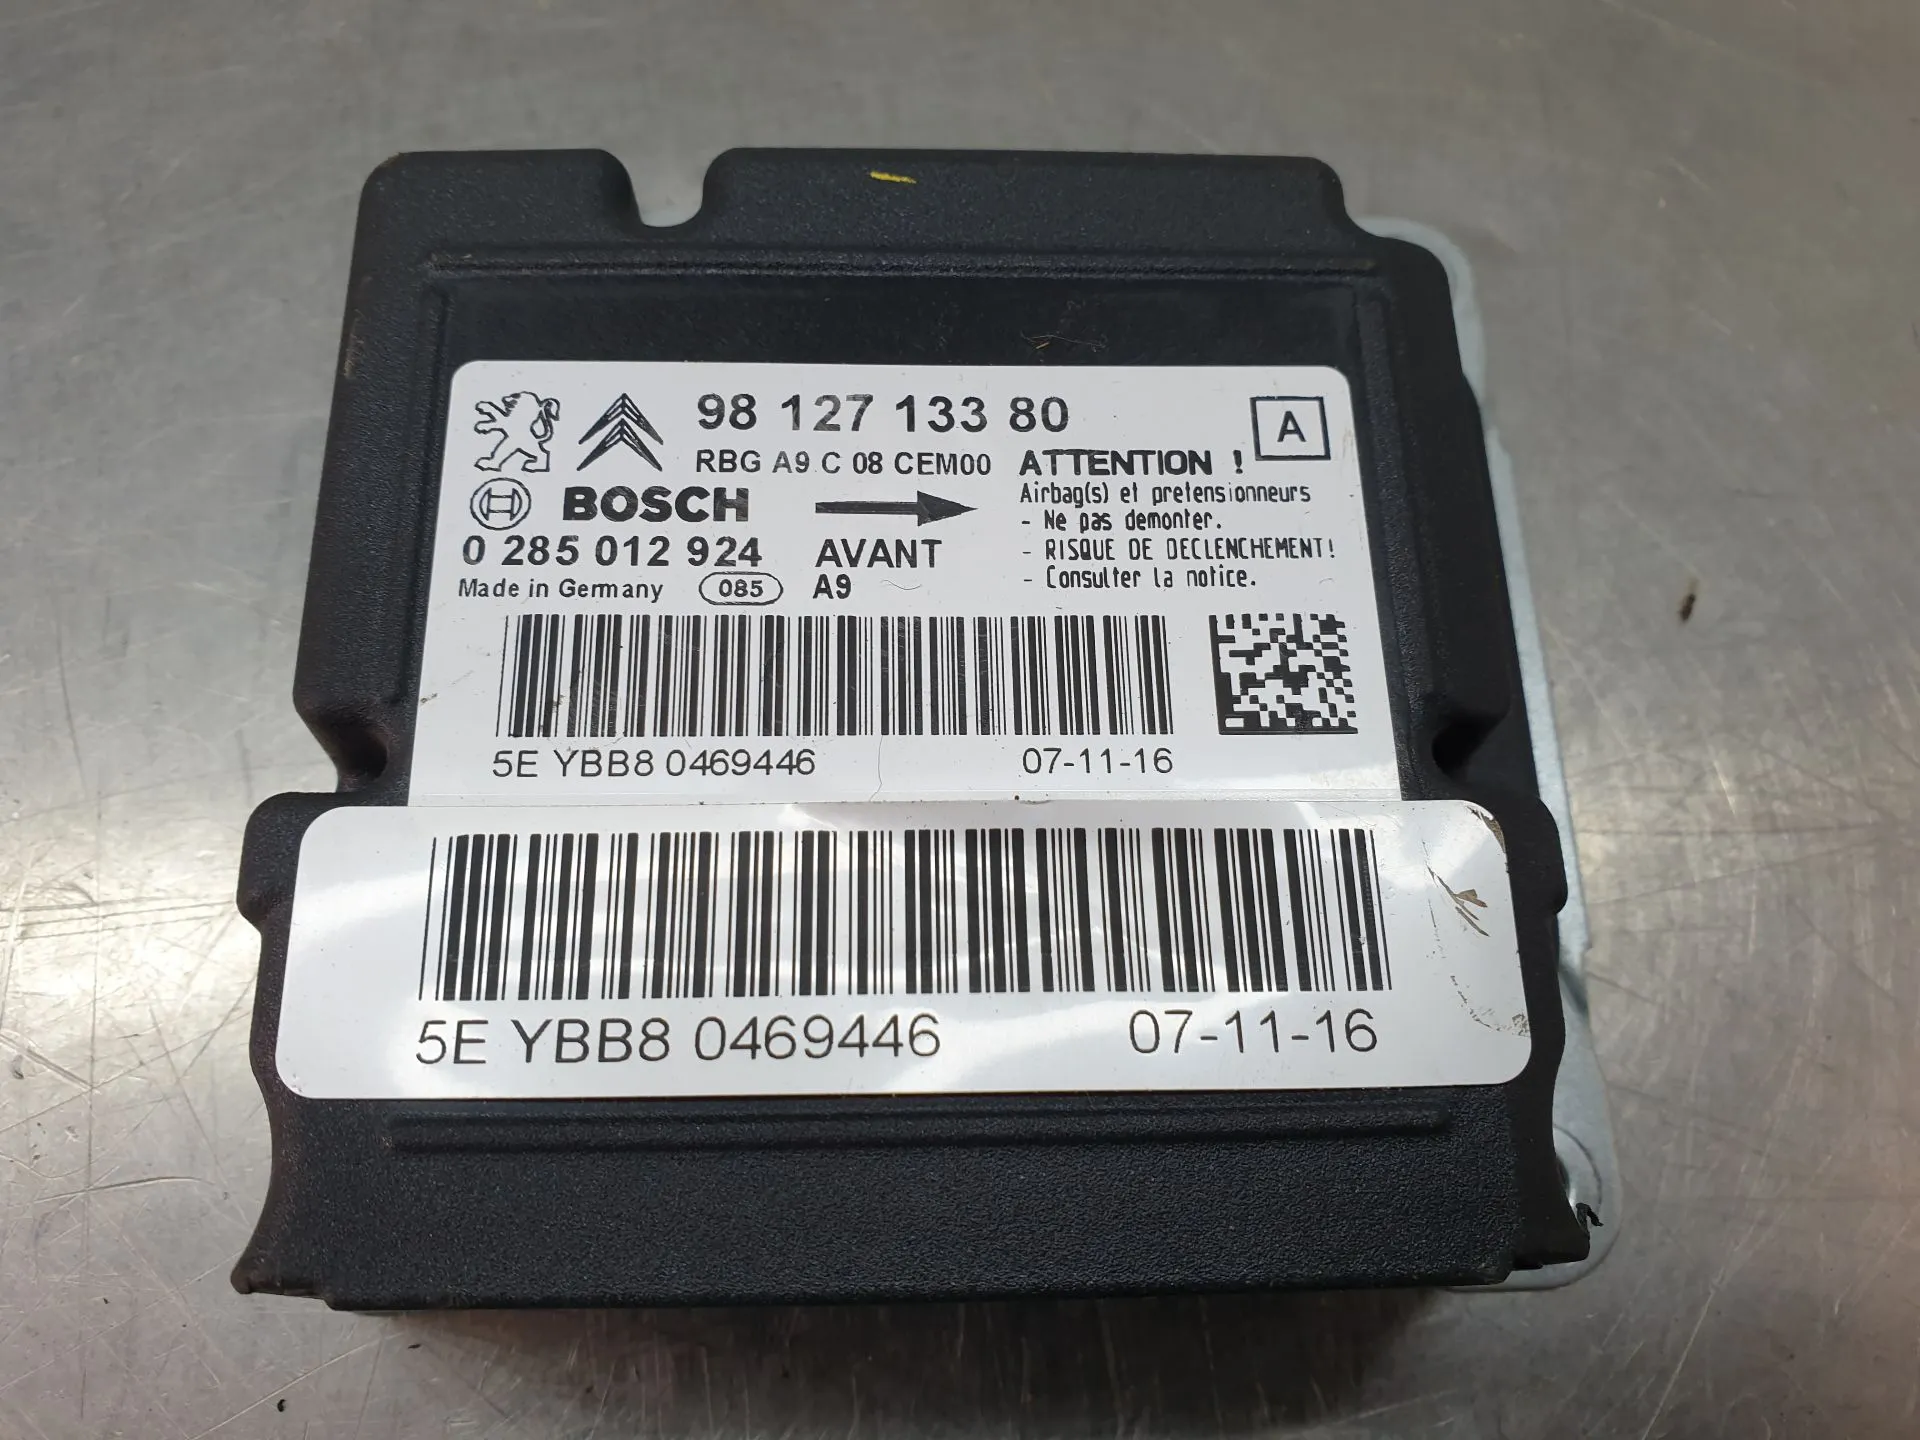 98 127 133 80
A
RBG A9 C 08 CEM00
ATTENTION !
Airbag(s) et pretensionneurs
- Ne pas demonter.
- RISQUE DE DECLENCHEMENT!
- Consulter la notice.
BOSCH
0 285 012 924
AVANT
Made in Germany
085
A9
5E YBB8 0469446 07-11-16
5E YBB8 0469446 07-11-16